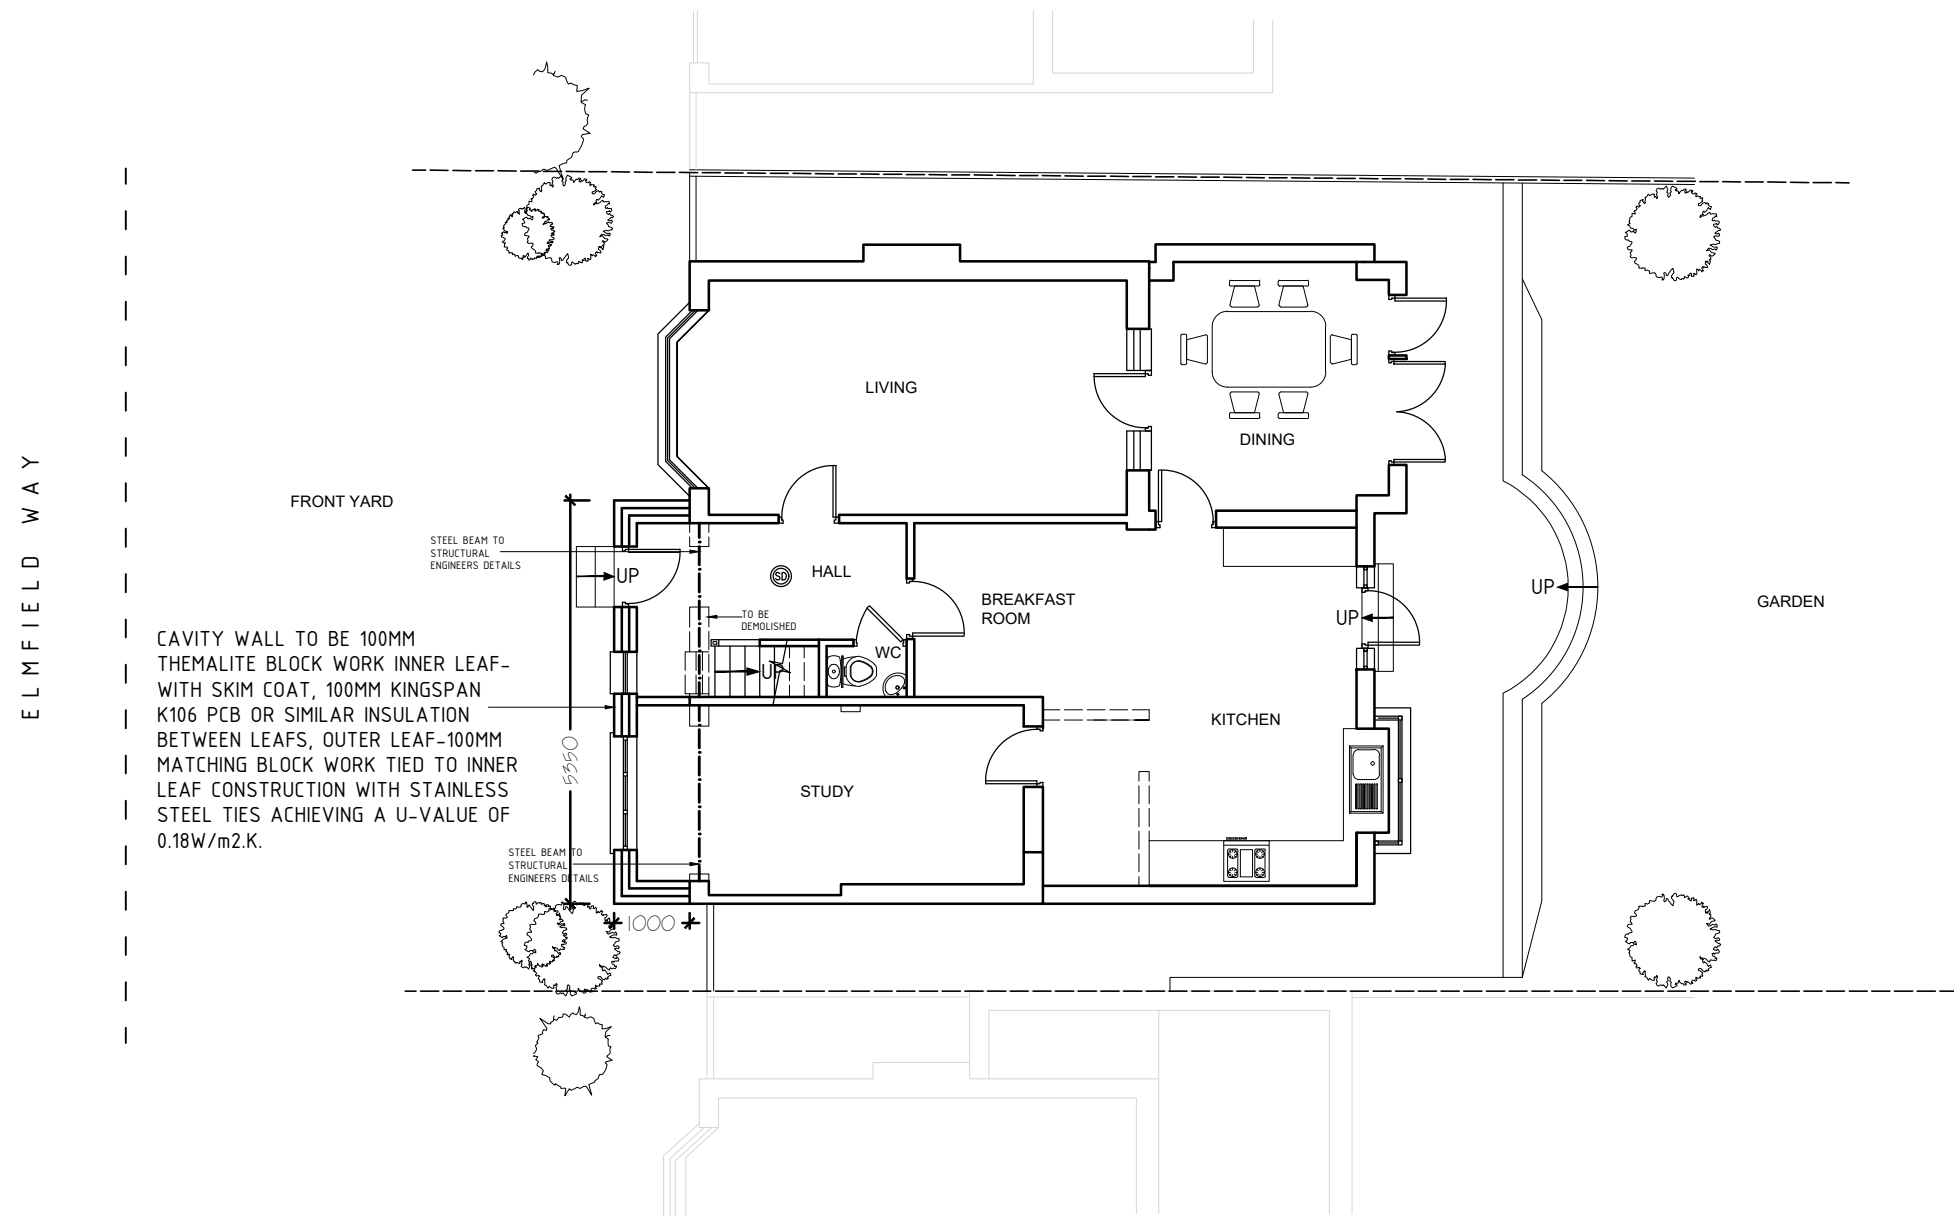 ELMFIELD WAY
FRONT YARD
STEEL BEAM TO
STRUCTURAL
ENGINEERS DETAILS
CAVITY WALL TO BE 100MM
THEMALITE BLOCK WORK INNER LEAF-
WITH SKIM COAT, 100MM KINGSPAN
K106 PCB OR SIMILAR INSULATION
BETWEEN LEAFS, OUTER LEAF-100MM
MATCHING BLOCK WORK TIED TO INNER
LEAF CONSTRUCTION WITH STAINLESS
STEEL TIES ACHIEVING A U-VALUE OF
0.18W/m2.K.
5350
STEEL BEAM TO
STRUCTURAL
ENGINEERS DETAILS
1000
LIVING
DINING
UP
SD
HALL
TO BE
DEMOLISHED
UP
WC
BREAKFAST
ROOM
UP
KITCHEN
STUDY
UP
GARDEN